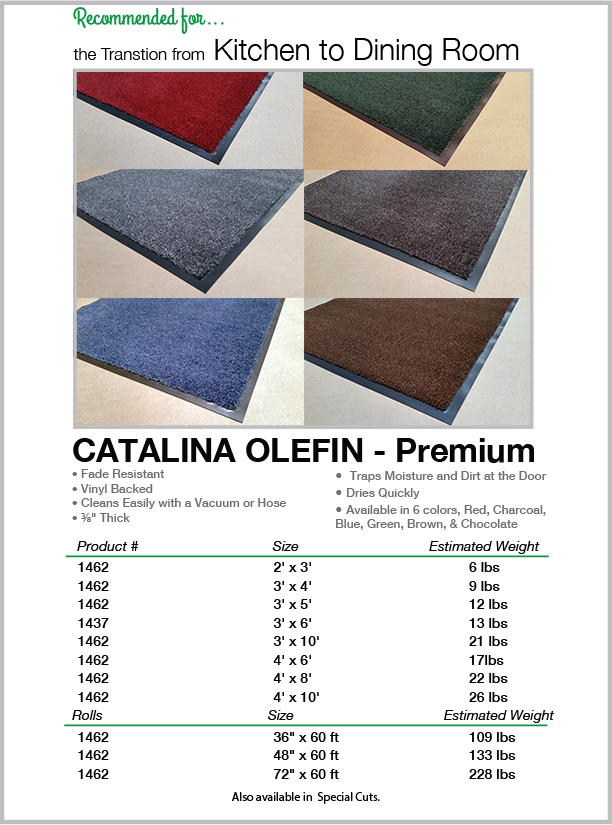 Recommended for...
the Transtion from Kitchen to Dining Room
CATALINA OLEFIN - Premium
• Fade Resistant
• Vinyl Backed
• Cleans Easily with a Vacuum or Hose
• ⅜" Thick
• Traps Moisture and Dirt at the Door
• Dries Quickly
• Available in 6 colors, Red, Charcoal,
Blue, Green, Brown, & Chocolate
Product # Size Estimated Weight
1462 2' x 3' 6 lbs
1462 3' x 4' 9 lbs
1462 3' x 5' 12 lbs
1437 3' x 6' 13 lbs
1462 3' x 10' 21 lbs
1462 4' x 6' 17lbs
1462 4' x 8' 22 lbs
1462 4' x 10' 26 lbs
Rolls Size Estimated Weight
1462 36" x 60 ft 109 lbs
1462 48" x 60 ft 133 lbs
1462 72" x 60 ft 228 lbs
Also available in Special Cuts.